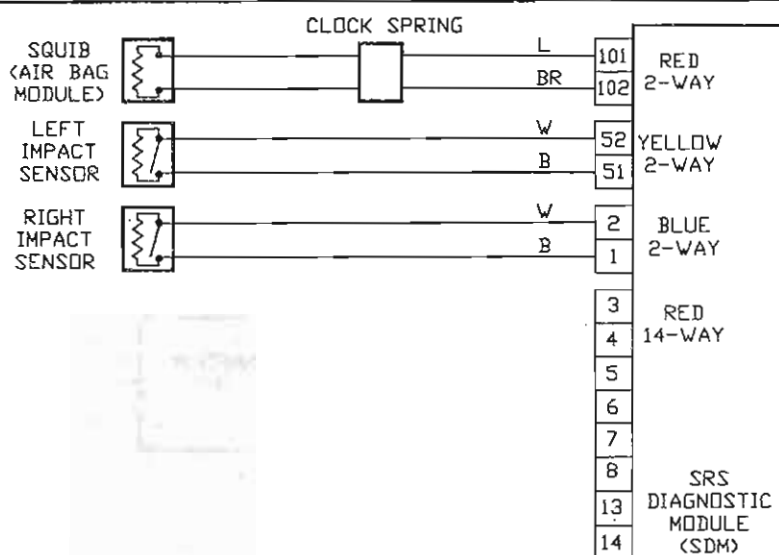 CLOCK SPRING
SQUIB
(AIR BAG
MODULE)
L
BR
101
102
RED
2-WAY
LEFT
IMPACT
SENSOR
W
B
52
51
YELLOW
2-WAY
RIGHT
IMPACT
SENSOR
W
B
2
1
BLUE
2-WAY
3
4
5
6
7
8
13
14
RED
14-WAY
SRS
DIAGNOSTIC
MODULE
(SDM)